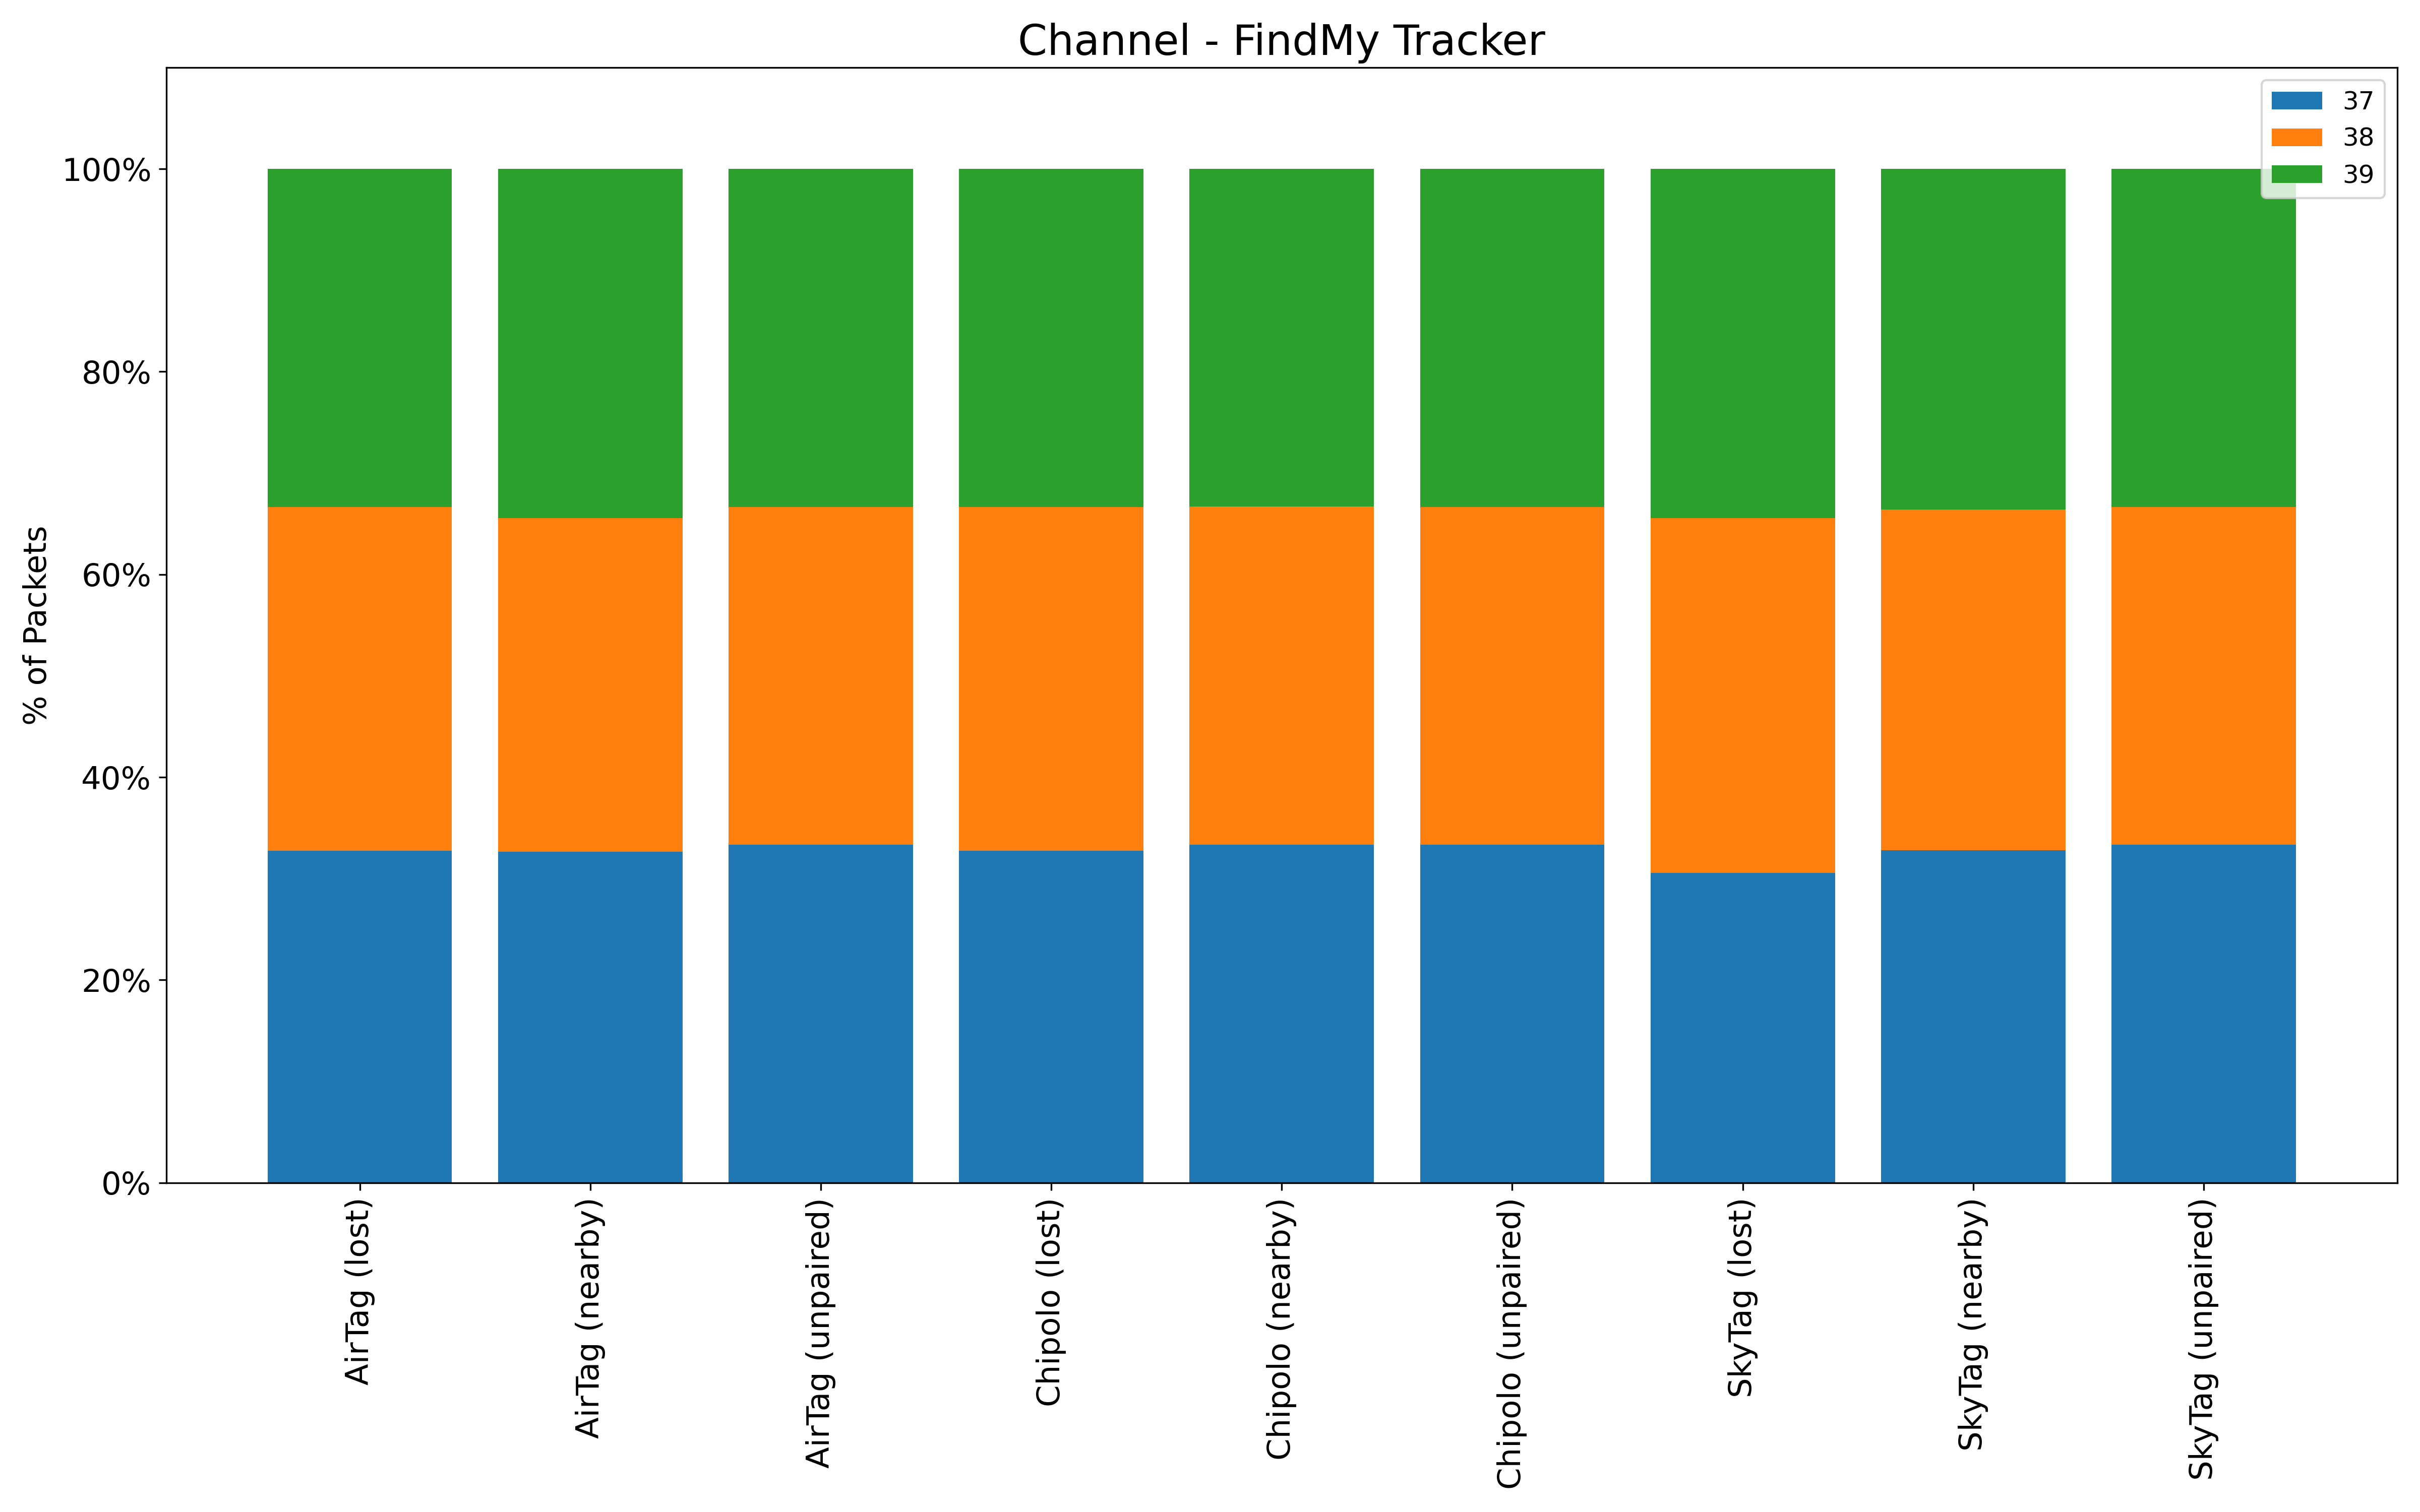 Channel - FindMy Tracker
37
38
39
100%
80%
60%
40%
20%
0%
% of Packets
AirTag (lost)
AirTag (nearby)
AirTag (unpaired)
Chipolo (lost)
Chipolo (nearby)
Chipolo (unpaired)
SkyTag (lost)
SkyTag (nearby)
SkyTag (unpaired)